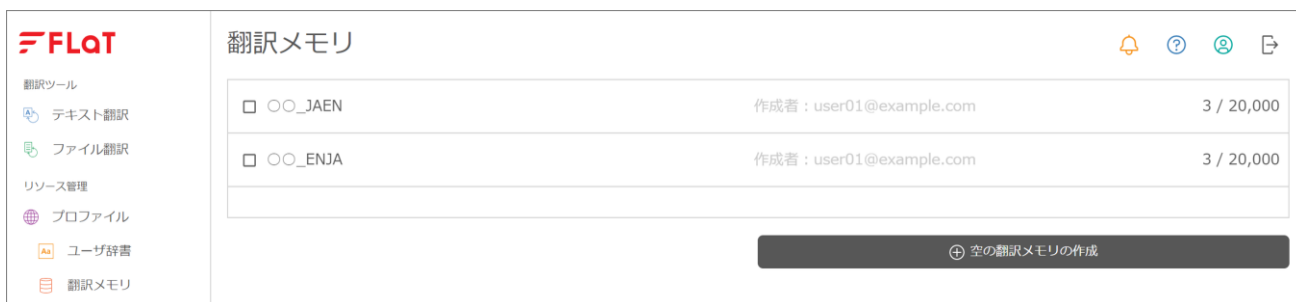 FLaT
翻訳ツール
テキスト翻訳
ファイル翻訳
リソース管理
プロファイル
Aa ユーザ辞書
翻訳メモリ
翻訳メモリ
○○_JAEN 作成者：user01@example.com 3 / 20,000
○○_ENJA 作成者：user01@example.com 3 / 20,000
空の翻訳メモリの作成